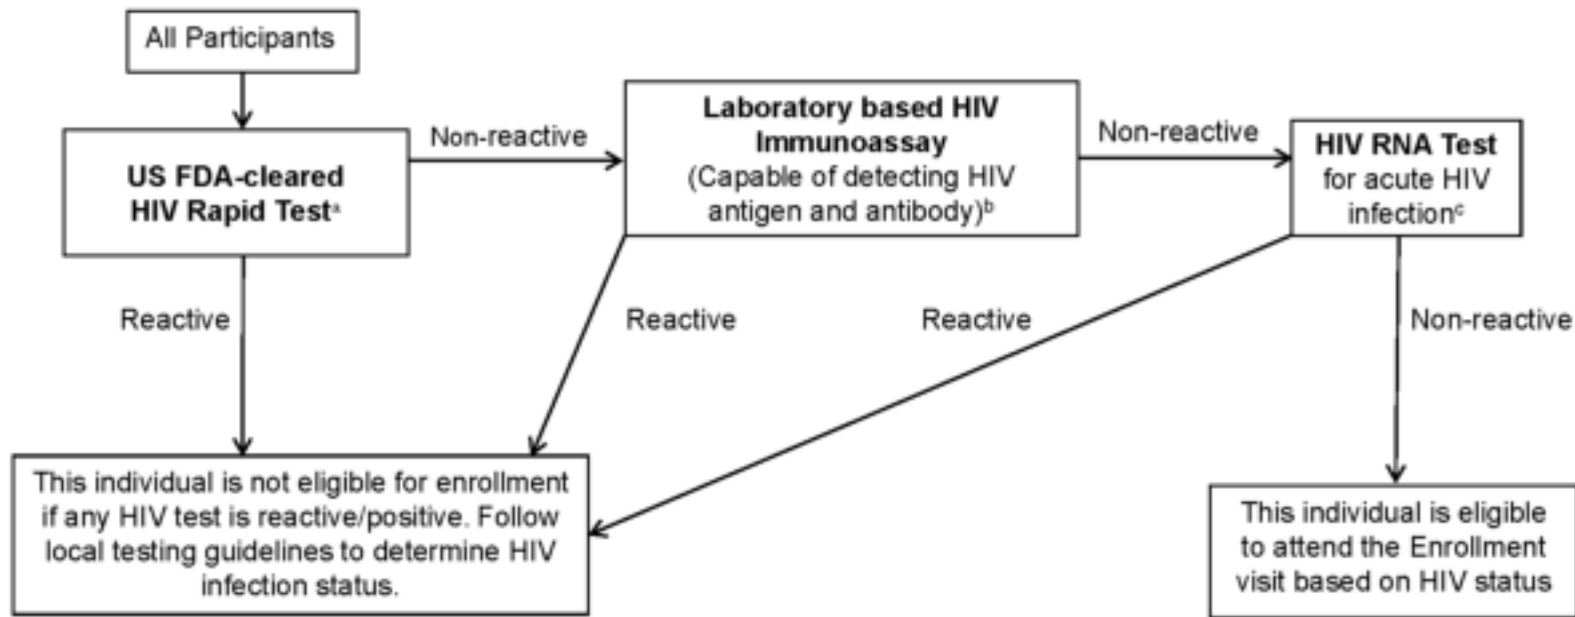 All Participants
US FDA-cleared
HIV Rapid Testᵃ
Non-reactive
Laboratory based HIV
Immunoassay
(Capable of detecting HIV
antigen and antibody)ᵇ
Non-reactive
HIV RNA Test
for acute HIV
infectionᶜ
Reactive
Reactive
Reactive
Non-reactive
This individual is not eligible for enrollment
if any HIV test is reactive/positive. Follow
local testing guidelines to determine HIV
infection status.
This individual is eligible
to attend the Enrollment
visit based on HIV status